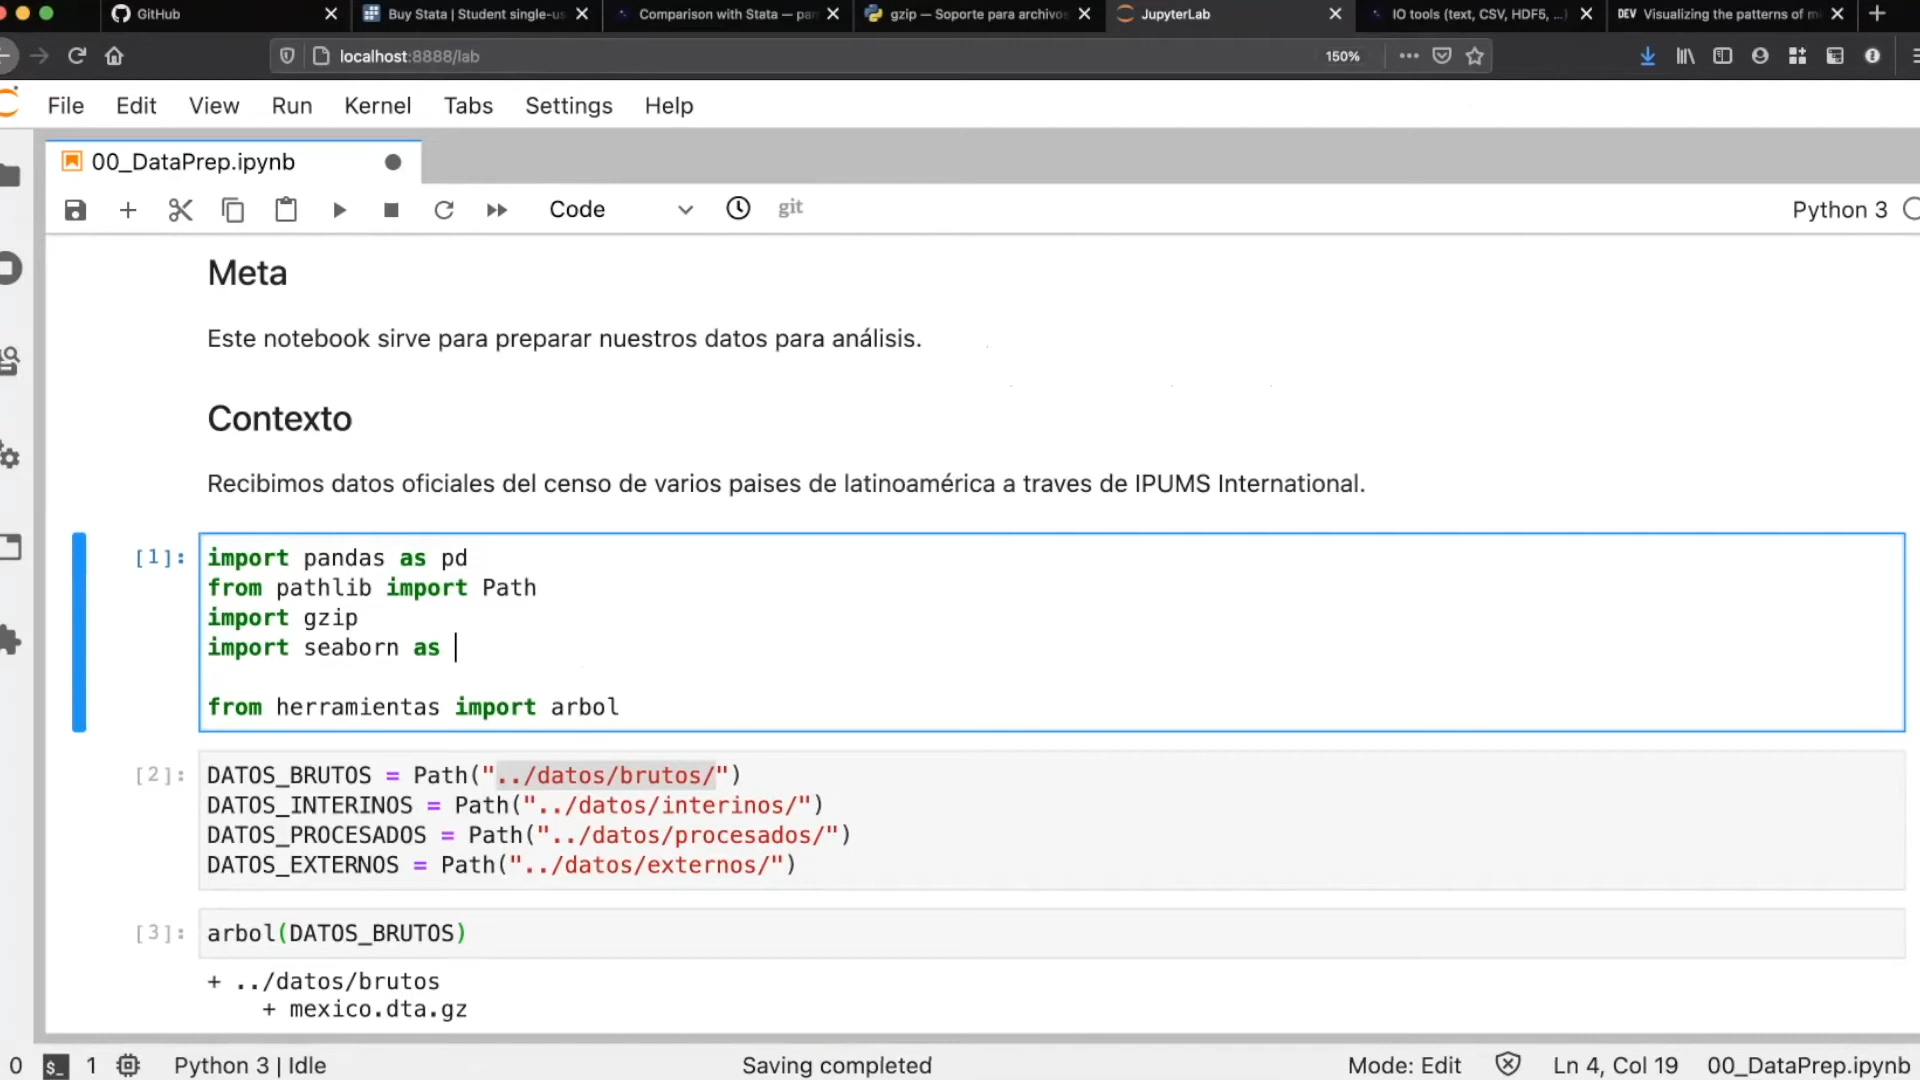 GitHub
Buy Stata | Student single-us
Comparison with Stata — pan
gzip — Soporte para archivos
JupyterLab
IO tools (text, CSV, HDF5, …)
DEV Visualizing the patterns of mi
localhost:8888/lab
150%
File Edit View Run Kernel Tabs Settings Help
00_DataPrep.ipynb
Code
git
Python 3
Meta
Este notebook sirve para preparar nuestros datos para análisis.
Contexto
Recibimos datos oficiales del censo de varios paises de latinoamérica a traves de IPUMS International.
[1]: import pandas as pd
from pathlib import Path
import gzip
import seaborn as
from herramientas import arbol
[2]: DATOS_BRUTOS = Path("../datos/brutos/")
DATOS_INTERINOS = Path("../datos/interinos/")
DATOS_PROCESADOS = Path("../datos/procesados/")
DATOS_EXTERNOS = Path("../datos/externos/")
[3]: arbol(DATOS_BRUTOS)
+ ../datos/brutos
+ mexico.dta.gz
0 $_ 1 Python 3 | Idle Saving completed Mode: Edit Ln 4, Col 19 00_DataPrep.ipynb